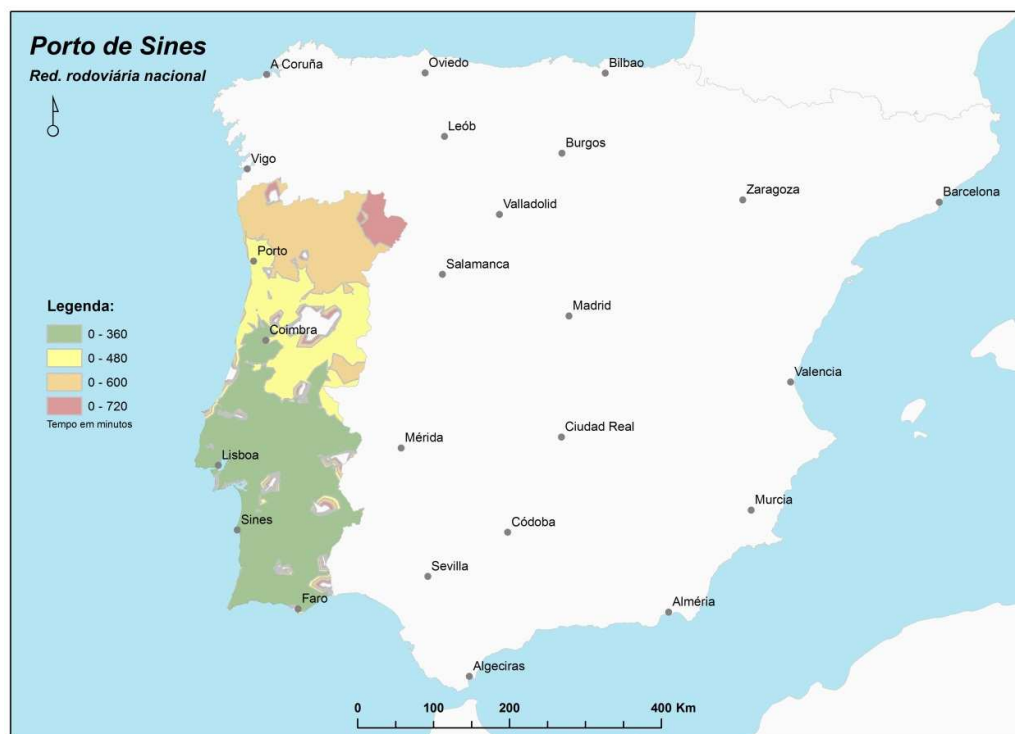 Porto de Sines
Red. rodoviária nacional
A Coruña
Oviedo
Bilbao
Leób
Burgos
Vigo
Zaragoza
Barcelona
Valladolid
Porto
Salamanca
Legenda:
Madrid
0 - 360
Coimbra
0 - 480
0 - 600
Valencia
0 - 720
Tempo em minutos
Ciudad Real
Mérida
Lisboa
Murcia
Sines
Códoba
Sevilla
Faro
Alméria
Algeciras
0 100 200 400 Km